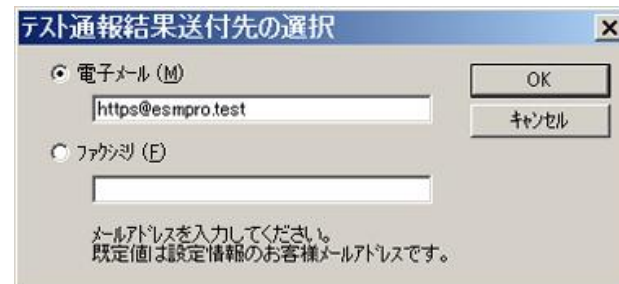 テスト通報結果送付先の選択
電子メール (M)
OK
https@esmpro.test
キャンセル
ファクシミリ (F)
メールアドレスを入力してください。
既定値は設定情報のお客様メールアドレスです。